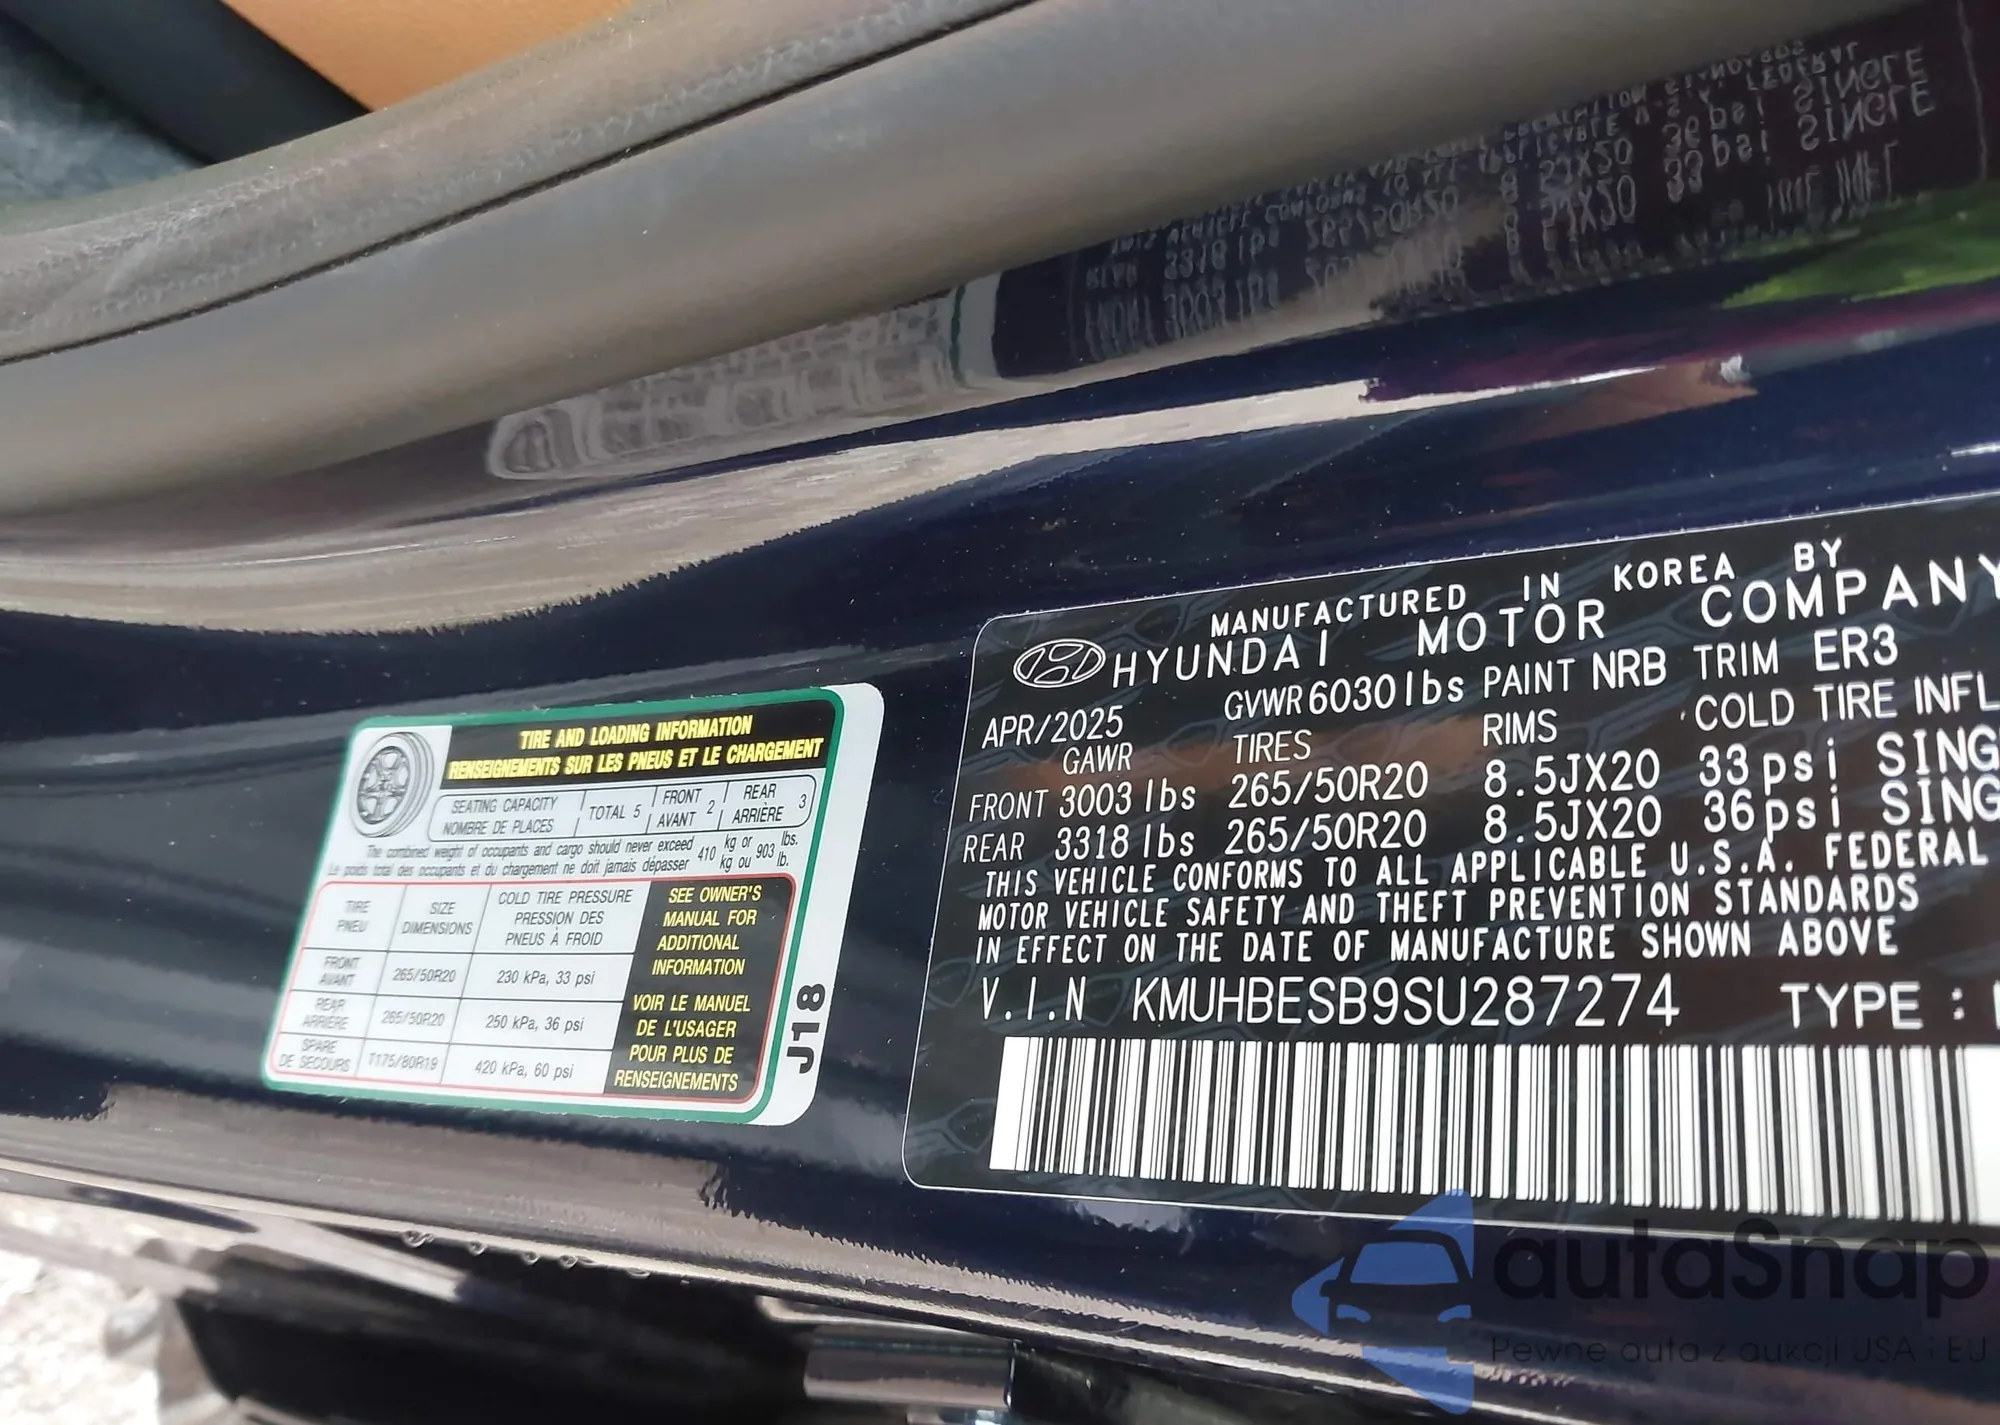 TIRE AND LOADING INFORMATION
RENSEIGNEMENTS SUR LES PNEUS ET LE CHARGEMENT
SEATING CAPACITY
NOMBRE DE PLACES
TOTAL 5
FRONT
AVANT 2
REAR
ARRIÈRE 3
The combined weight of occupants and cargo should never exceed 410 kg or 903 lbs.
Le poids total des occupants et du chargement ne doit jamais dépasser kg ou lb.
TIRE
PNEU
SIZE
DIMENSIONS
COLD TIRE PRESSURE
PRESSION DES
PNEUS À FROID
FRONT
AVANT
265/50R20
230 kPa, 33 psi
REAR
ARRIÈRE
265/50R20
250 kPa, 36 psi
SPARE
DE SECOURS
T175/80R19
420 kPa, 60 psi
SEE OWNER'S
MANUAL FOR
ADDITIONAL
INFORMATION
VOIR LE MANUEL
DE L'USAGER
POUR PLUS DE
RENSEIGNEMENTS
J18
MANUFACTURED IN KOREA BY
HYUNDAI MOTOR COMPANY
APR/2025 GVWR 6030 lbs PAINT NRB TRIM ER3
GAWR TIRES RIMS COLD TIRE INFL
FRONT 3003 lbs 265/50R20 8.5JX20 33psi SING
REAR 3318 lbs 265/50R20 8.5JX20 36psi SING
THIS VEHICLE CONFORMS TO ALL APPLICABLE U.S.A. FEDERAL
MOTOR VEHICLE SAFETY AND THEFT PREVENTION STANDARDS
IN EFFECT ON THE DATE OF MANUFACTURE SHOWN ABOVE
V.I.N KMUHBESB9SU287274 TYPE :
autaSnap
Pewne auta z aukcji USA i EU